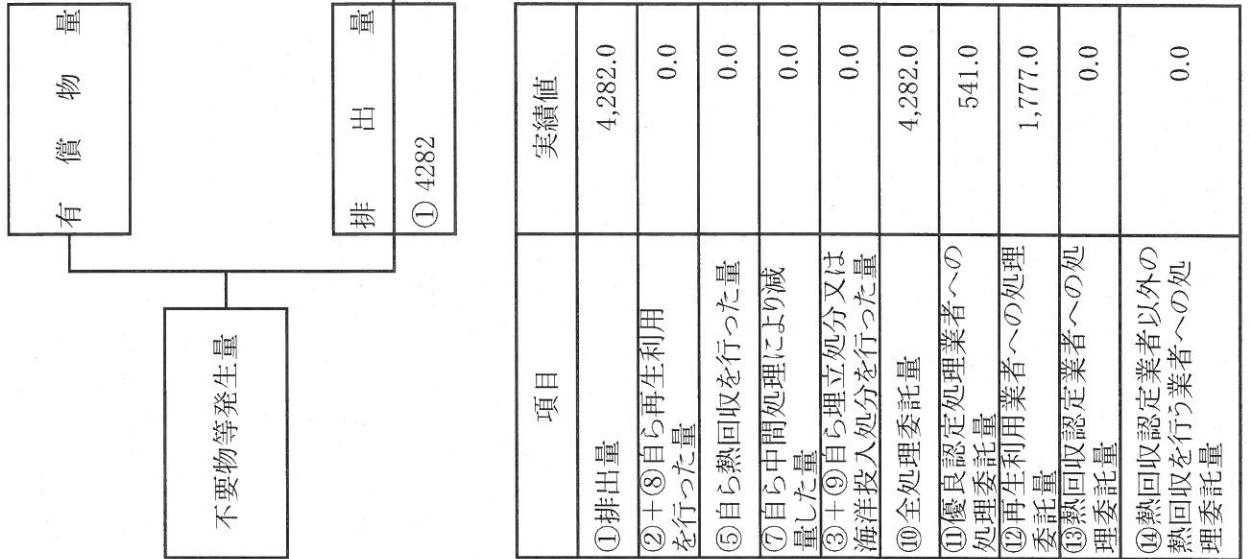 有償物量
不要物等発生量
排出量
① 4282
項目
実績値
①排出量
4,282.0
②+⑧自ら再生利用
を行った量
0.0
⑤自ら熱回収を行った量
0.0
⑦自ら中間処理により減
量した量
0.0
③+⑨自ら埋立処分又は
海洋投入処分を行った量
0.0
⑩全処理委託量
4,282.0
⑪優良認定処理業者への
処理委託量
541.0
⑫再生利用業者への処理
委託量
1,777.0
⑬熱回収認定業者への処
理委託量
0.0
⑭熱回収認定業者以外の
熱回収を行う業者への処
理委託量
0.0